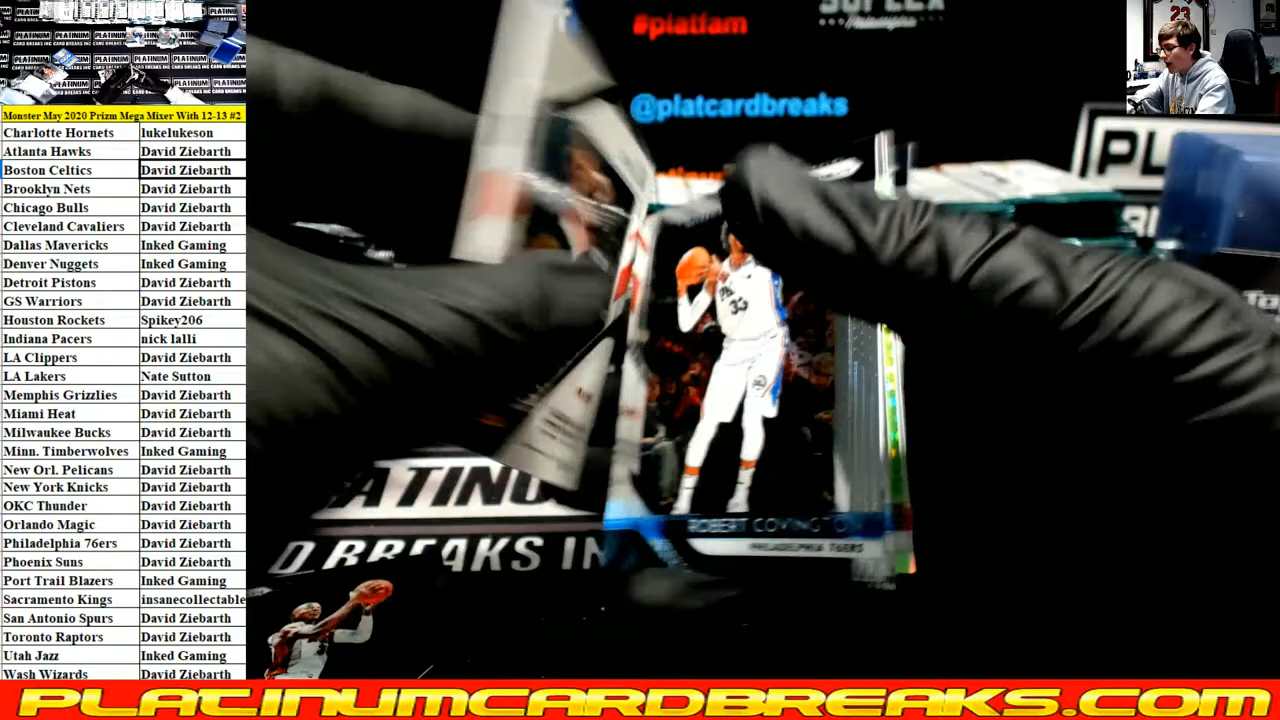 Monster May 2020 Prizm Mega Mixer With 12-13 #2
Charlotte Hornets lukelukeson
Atlanta Hawks David Ziebarth
Boston Celtics David Ziebarth
Brooklyn Nets David Ziebarth
Chicago Bulls David Ziebarth
Cleveland Cavaliers David Ziebarth
Dallas Mavericks Inked Gaming
Denver Nuggets Inked Gaming
Detroit Pistons David Ziebarth
GS Warriors David Ziebarth
Houston Rockets Spikey206
Indiana Pacers nick lalli
LA Clippers David Ziebarth
LA Lakers Nate Sutton
Memphis Grizzlies David Ziebarth
Miami Heat David Ziebarth
Milwaukee Bucks David Ziebarth
Minn. Timberwolves Inked Gaming
New Orl. Pelicans David Ziebarth
New York Knicks David Ziebarth
OKC Thunder David Ziebarth
Orlando Magic David Ziebarth
Philadelphia 76ers David Ziebarth
Phoenix Suns David Ziebarth
Port Trail Blazers Inked Gaming
Sacramento Kings insanecollectable
San Antonio Spurs David Ziebarth
Toronto Raptors David Ziebarth
Utah Jazz Inked Gaming
Wash Wizards David Ziebarth
#platfam
@platcardbreaks
PL
33
ROBERT COVINGTON
PHILADELPHIA 76ERS
ATINU
D BREAKS IN
23
PLATINUMCARDBREAKS.COM